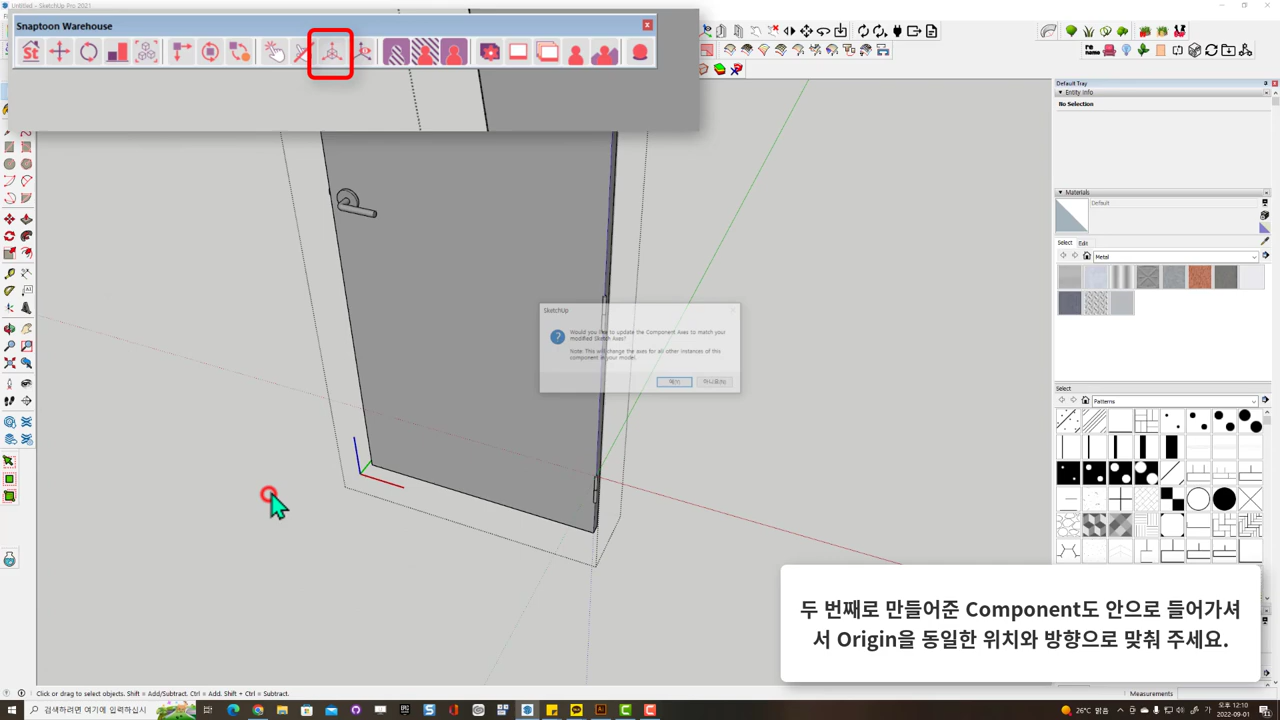 Untitled - SketchUp Pro 2021
Snaptoon Warehouse
re
name
Default Tray
Entity Info
No Selection
Materials
Default
Select Edit
Metal
SketchUp
Would you like to update the Component Axes to match your
modified Sketch Axes?
Note: This will change the axes for all other instances of this
component in your model.
예(Y) 아니요(N)
Select
Patterns
두 번째로 만들어준 Component도 안으로 들어가셔
서 Origin을 동일한 위치와 방향으로 맞춰 주세요.
Click or drag to select objects. Shift = Add/Subtract. Ctrl = Add. Shift + Ctrl = Subtract.
Measurements
검색하려면 여기에 입력하십시
26°C 맑음
오후 12:10
2022-09-01